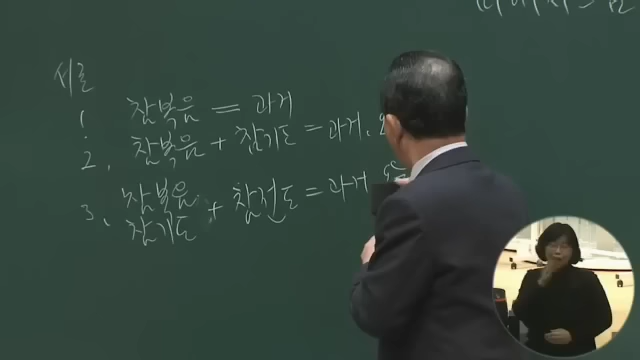 서론
1. 참복음 = 과거
2. 참복음 + 참기도 = 과거.
3. 참복음
참기도 + 참전도 = 과거